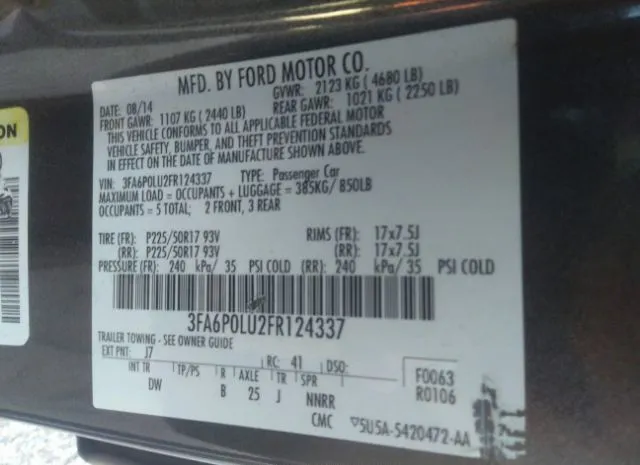 ON
MFD. BY FORD MOTOR CO.
DATE: 08/14 GVWR: 2123 KG ( 4680 LB)
FRONT GAWR: 1107 KG ( 2440 LB) REAR GAWR: 1021 KG ( 2250 LB)
THIS VEHICLE CONFORMS TO ALL APPLICABLE FEDERAL MOTOR
VEHICLE SAFETY, BUMPER, AND THEFT PREVENTION STANDARDS
IN EFFECT ON THE DATE OF MANUFACTURE SHOWN ABOVE.
VIN: 3FA6P0LU2FR124337 TYPE: Passenger Car
MAXIMUM LOAD = OCCUPANTS + LUGGAGE = 385KG/ 850LB
OCCUPANTS = 5 TOTAL; 2 FRONT, 3 REAR
TIRE (FR): P225/50R17 93V RIMS (FR): 17x7.5J
(RR): P225/50R17 93V (RR): 17x7.5J
PRESSURE (FR): 240 kPa/ 35 PSI COLD (RR): 240 kPa/ 35 PSI COLD
3FA6P0LU2FR124337
TRAILER TOWING - SEE OWNER GUIDE
EXT PNT: J7 RC: 41 DSO: F0063
INT TR TP/PS R AXLE TR SPR R0106
DW B 25 J NNRR
CMC 5U5A-5420472-AA